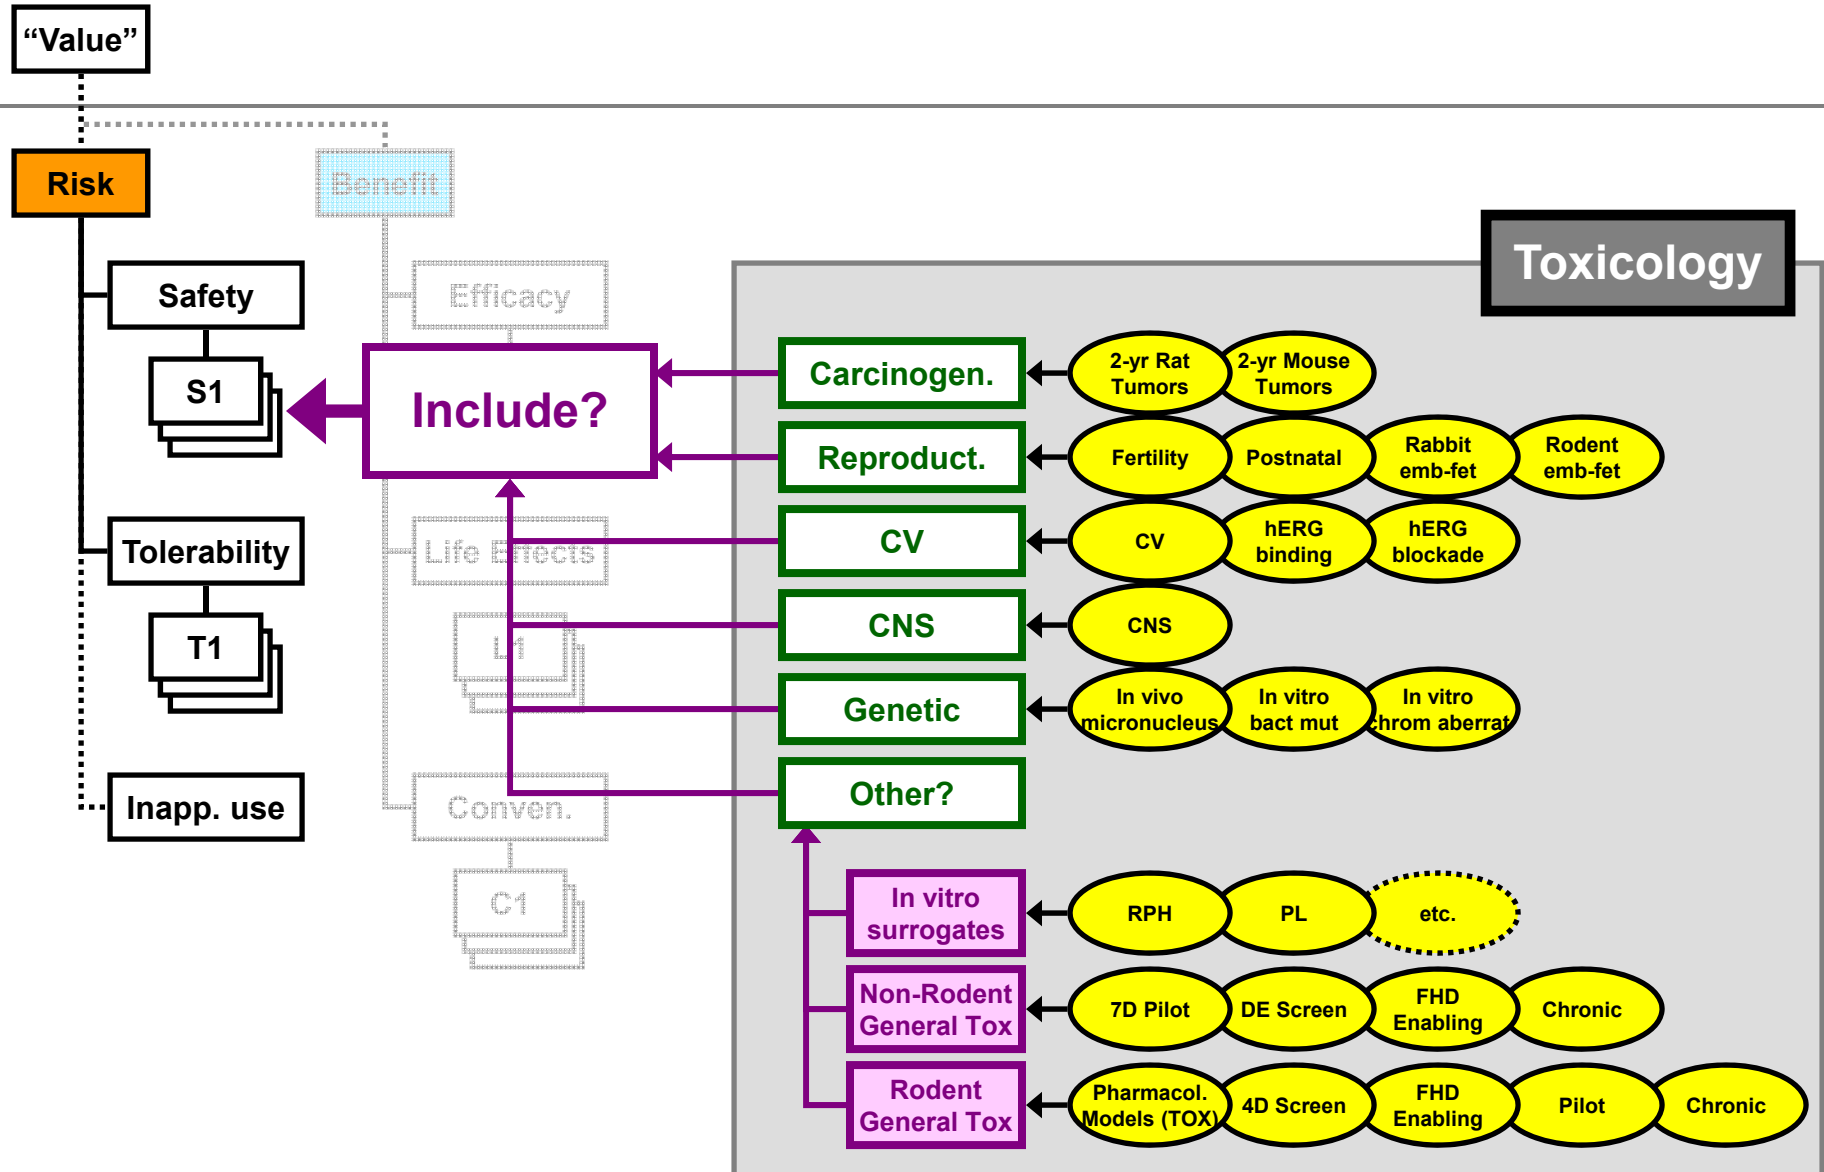 “Value”
Risk
Benefit
Toxicology
Safety
Efficacy
S1
Include?
Carcinogen.
2-yr Rat
Tumors
2-yr Mouse
Tumors
Reproduct.
Fertility
Postnatal
Rabbit
emb-fet
Rodent
emb-fet
Tolerability
Life Effects
CV
CV
hERG
binding
hERG
blockade
T1
L1
CNS
CNS
Genetic
In vivo
micronucleus
In vitro
bact mut
In vitro
chrom aberrat
Inapp. use
Conven.
Other?
C1
In vitro
surrogates
RPH
PL
etc.
Non-Rodent
General Tox
7D Pilot
DE Screen
FHD
Enabling
Chronic
Rodent
General Tox
Pharmacol.
Models (TOX)
4D Screen
FHD
Enabling
Pilot
Chronic